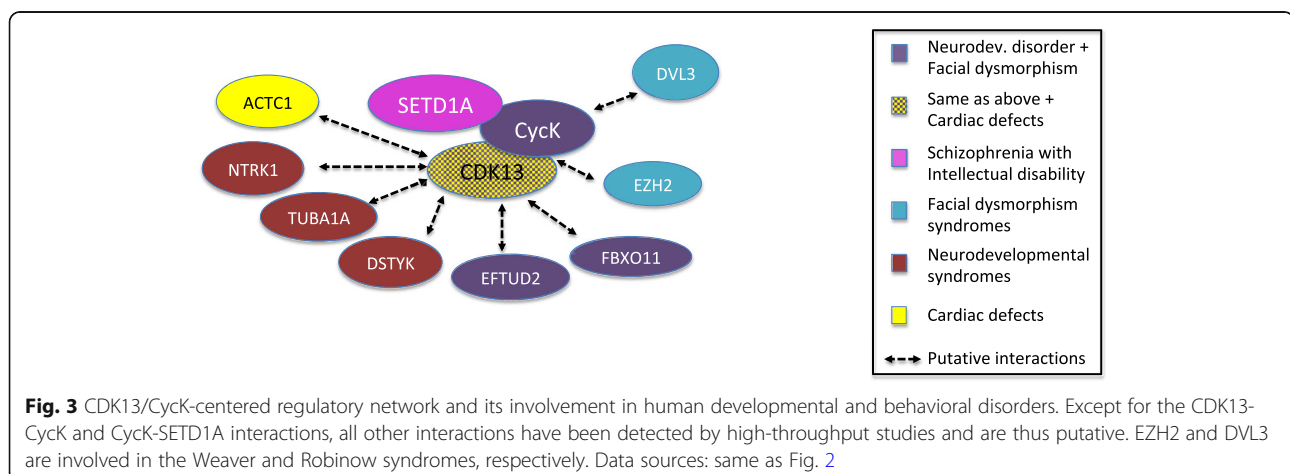 ACTC1
SETD1A
DVL3
CycK
NTRK1
CDK13
EZH2
TUBA1A
DSTYK
EFTUD2
FBXO11
Neurodev. disorder +
Facial dysmorphism
Same as above +
Cardiac defects
Schizophrenia with
Intellectual disability
Facial dysmorphism
syndromes
Neurodevelopmental
syndromes
Cardiac defects
Putative interactions
Fig. 3 CDK13/CycK-centered regulatory network and its involvement in human developmental and behavioral disorders. Except for the CDK13-
CycK and CycK-SETD1A interactions, all other interactions have been detected by high-throughput studies and are thus putative. EZH2 and DVL3
are involved in the Weaver and Robinow syndromes, respectively. Data sources: same as Fig. 2